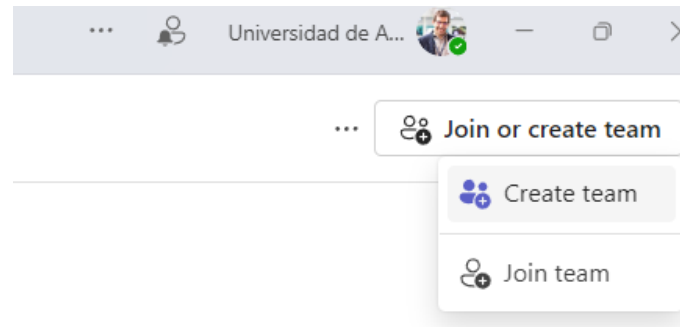 Universidad de A...
Join or create team
Create team
Join team